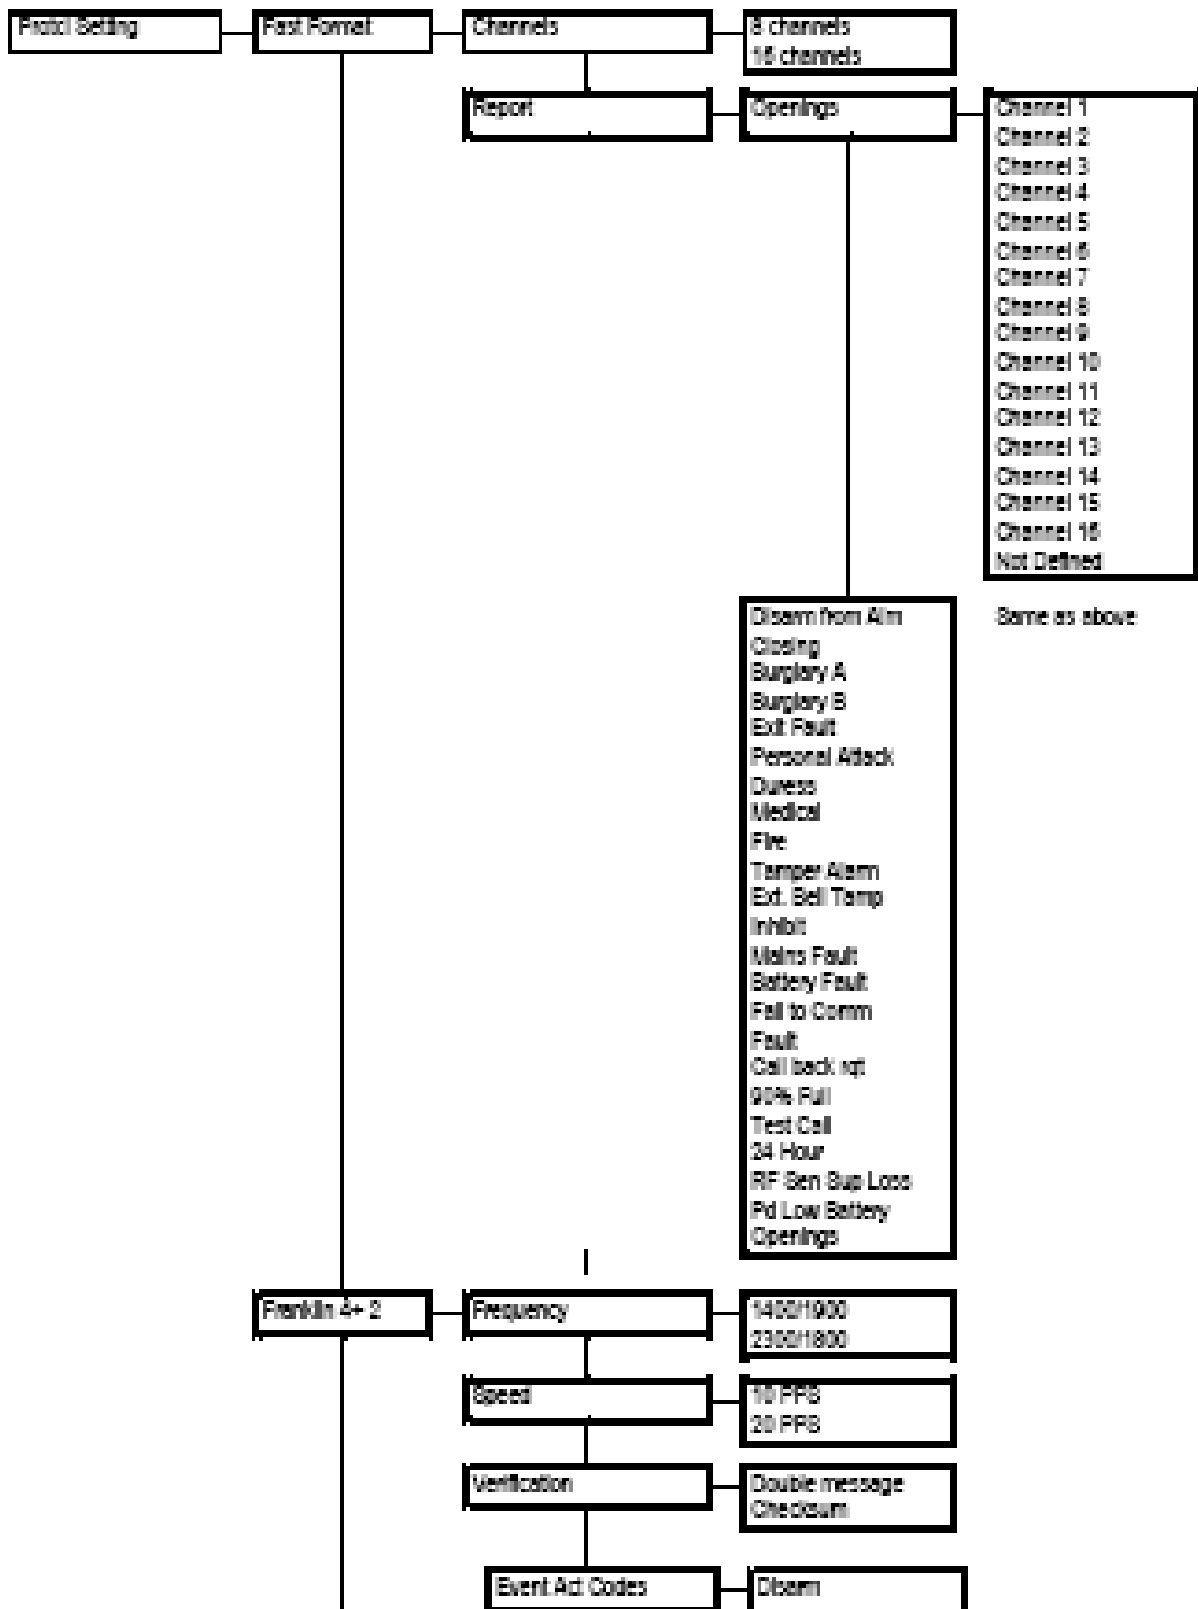 Protcl Setting
Fast Format
Channels
8 channels
16 channels
Report
Openings
Channel 1
Channel 2
Channel 3
Channel 4
Channel 5
Channel 6
Channel 7
Channel 8
Channel 9
Channel 10
Channel 11
Channel 12
Channel 13
Channel 14
Channel 15
Channel 16
Not Defined
Disarm from Alm
Same as above
Closing
Burglary A
Burglary B
Exit Fault
Personal Attack
Duress
Medical
Fire
Tamper Alarm
Ext. Bell Tamp
Inhibit
Mains Fault
Battery Fault
Fail to Comm
Fault
Call back rqt
90% Full
Test Call
24 Hour
RF Sen Sup Loss
Pd Low Battery
Openings
Franklin 4+ 2
Frequency
1400/1900
2300/1800
Speed
10 PPS
20 PPS
Verification
Double message
Checksum
Event Act Codes
Disarm